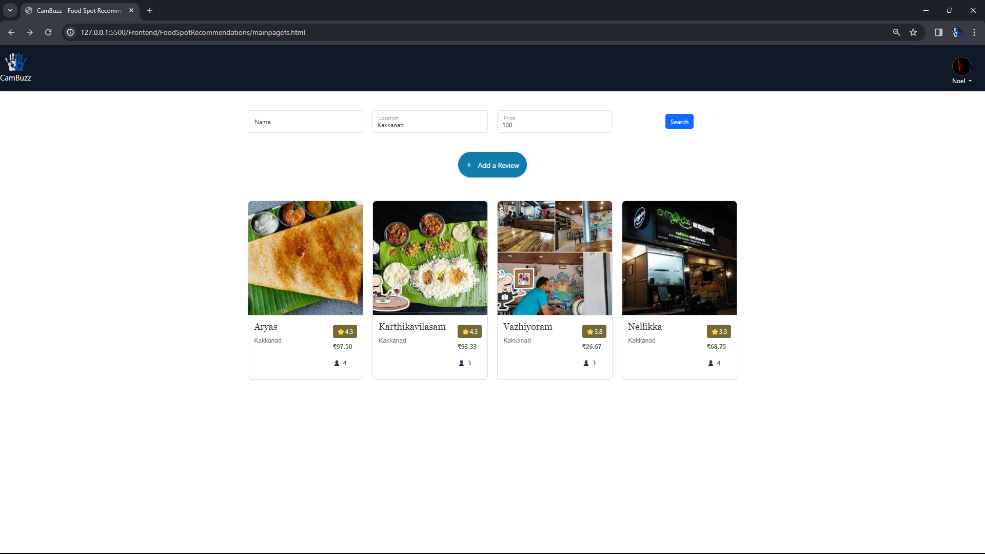 CamBuzz - Food Spot Recomm
127.0.0.1:5500/Frontend/FoodSpotRecommendations/mainpagefs.html
CamBuzz
Noel
Name
Location
Kakkanad
Price
100
Search
+ Add a Review
Aryas
4.3
Kakkanad
₹97.50
4
Karthikavilasam
4.3
Kakkanad
₹93.33
3
Vazhiyoram
3.8
Kakkanad
₹26.67
3
Nellikka
3.3
Kakkanad
₹68.75
4